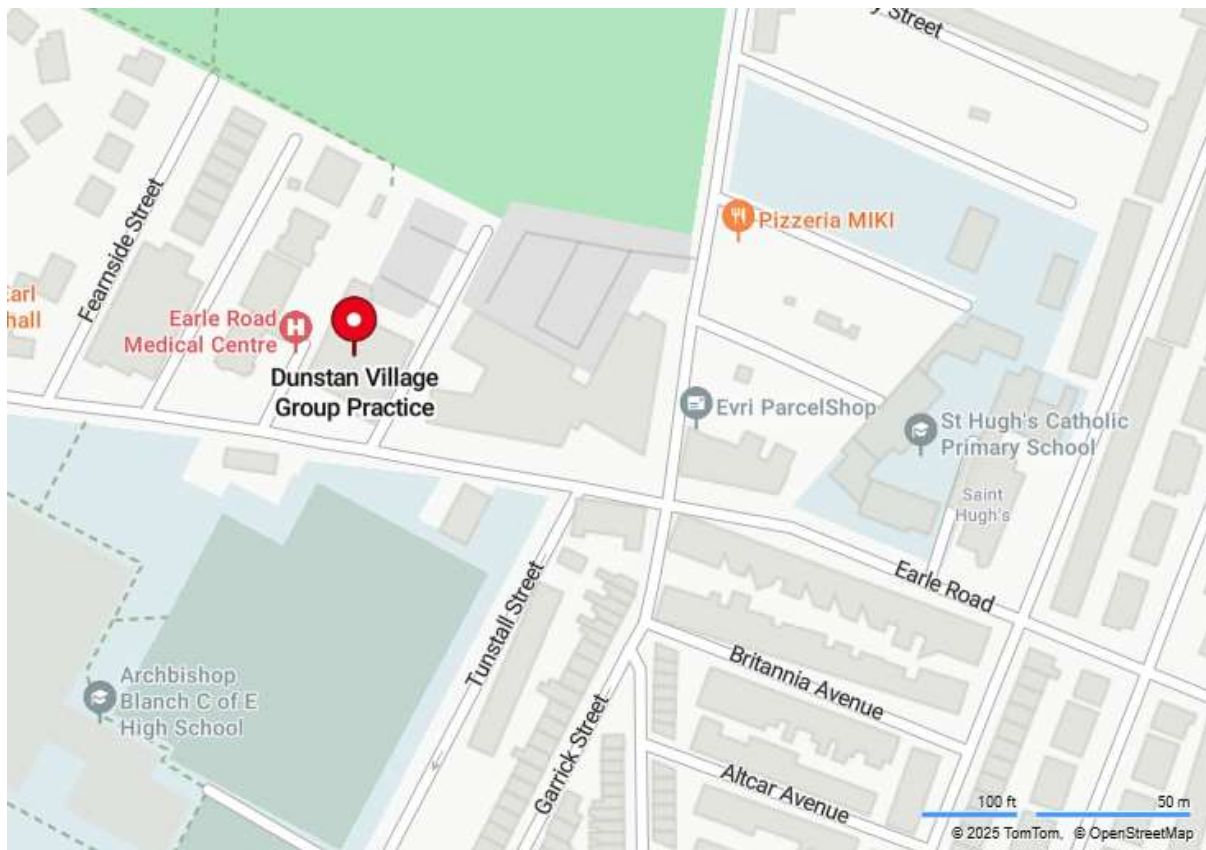 y Street
Fearnside Street
Pizzeria MIKI
Earl
hall
Earle Road
Medical Centre
H
Dunstan Village
Group Practice
Evri ParcelShop
St Hugh's Catholic
Primary School
Saint
Hugh's
Earle Road
Tunstall Street
Britannia Avenue
Archbishop
Blanch C of E
High School
Garrick Street
Altcar Avenue
100 ft
50 m
© 2025 TomTom, © OpenStreetMap